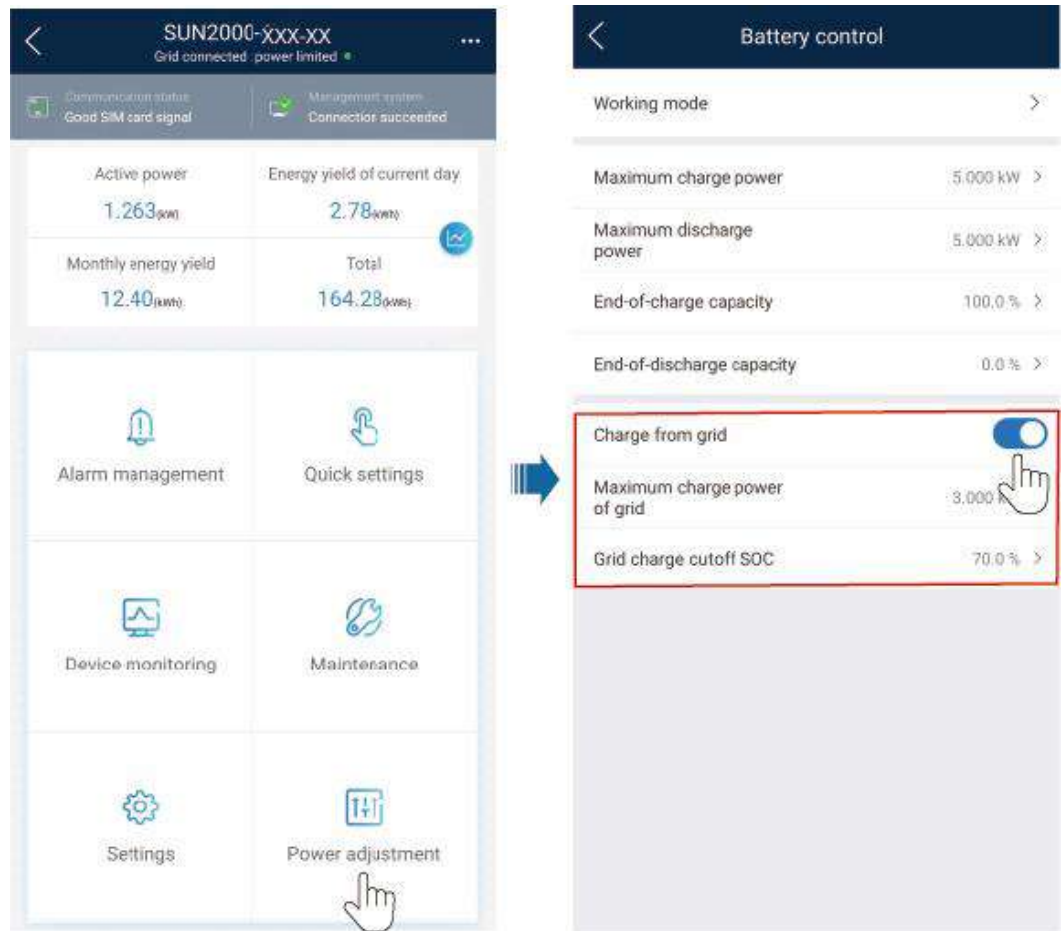 SUN2000-XXX-XX
Grid connected power limited
Communication status
Good SIM card signal
Management system
Connection succeeded
Active power
1.263(kW)
Energy yield of current day
2.78(kWh)
Monthly energy yield
12.40(kWh)
Total
164.28(kWh)
Alarm management
Quick settings
Device monitoring
Maintenance
Settings
Power adjustment
Battery control
Working mode
Maximum charge power
5.000 kW
Maximum discharge
power
5.000 kW
End-of-charge capacity
100.0 %
End-of-discharge capacity
0.0 %
Charge from grid
Maximum charge power
of grid
3.000
Grid charge cutoff SOC
70.0 %